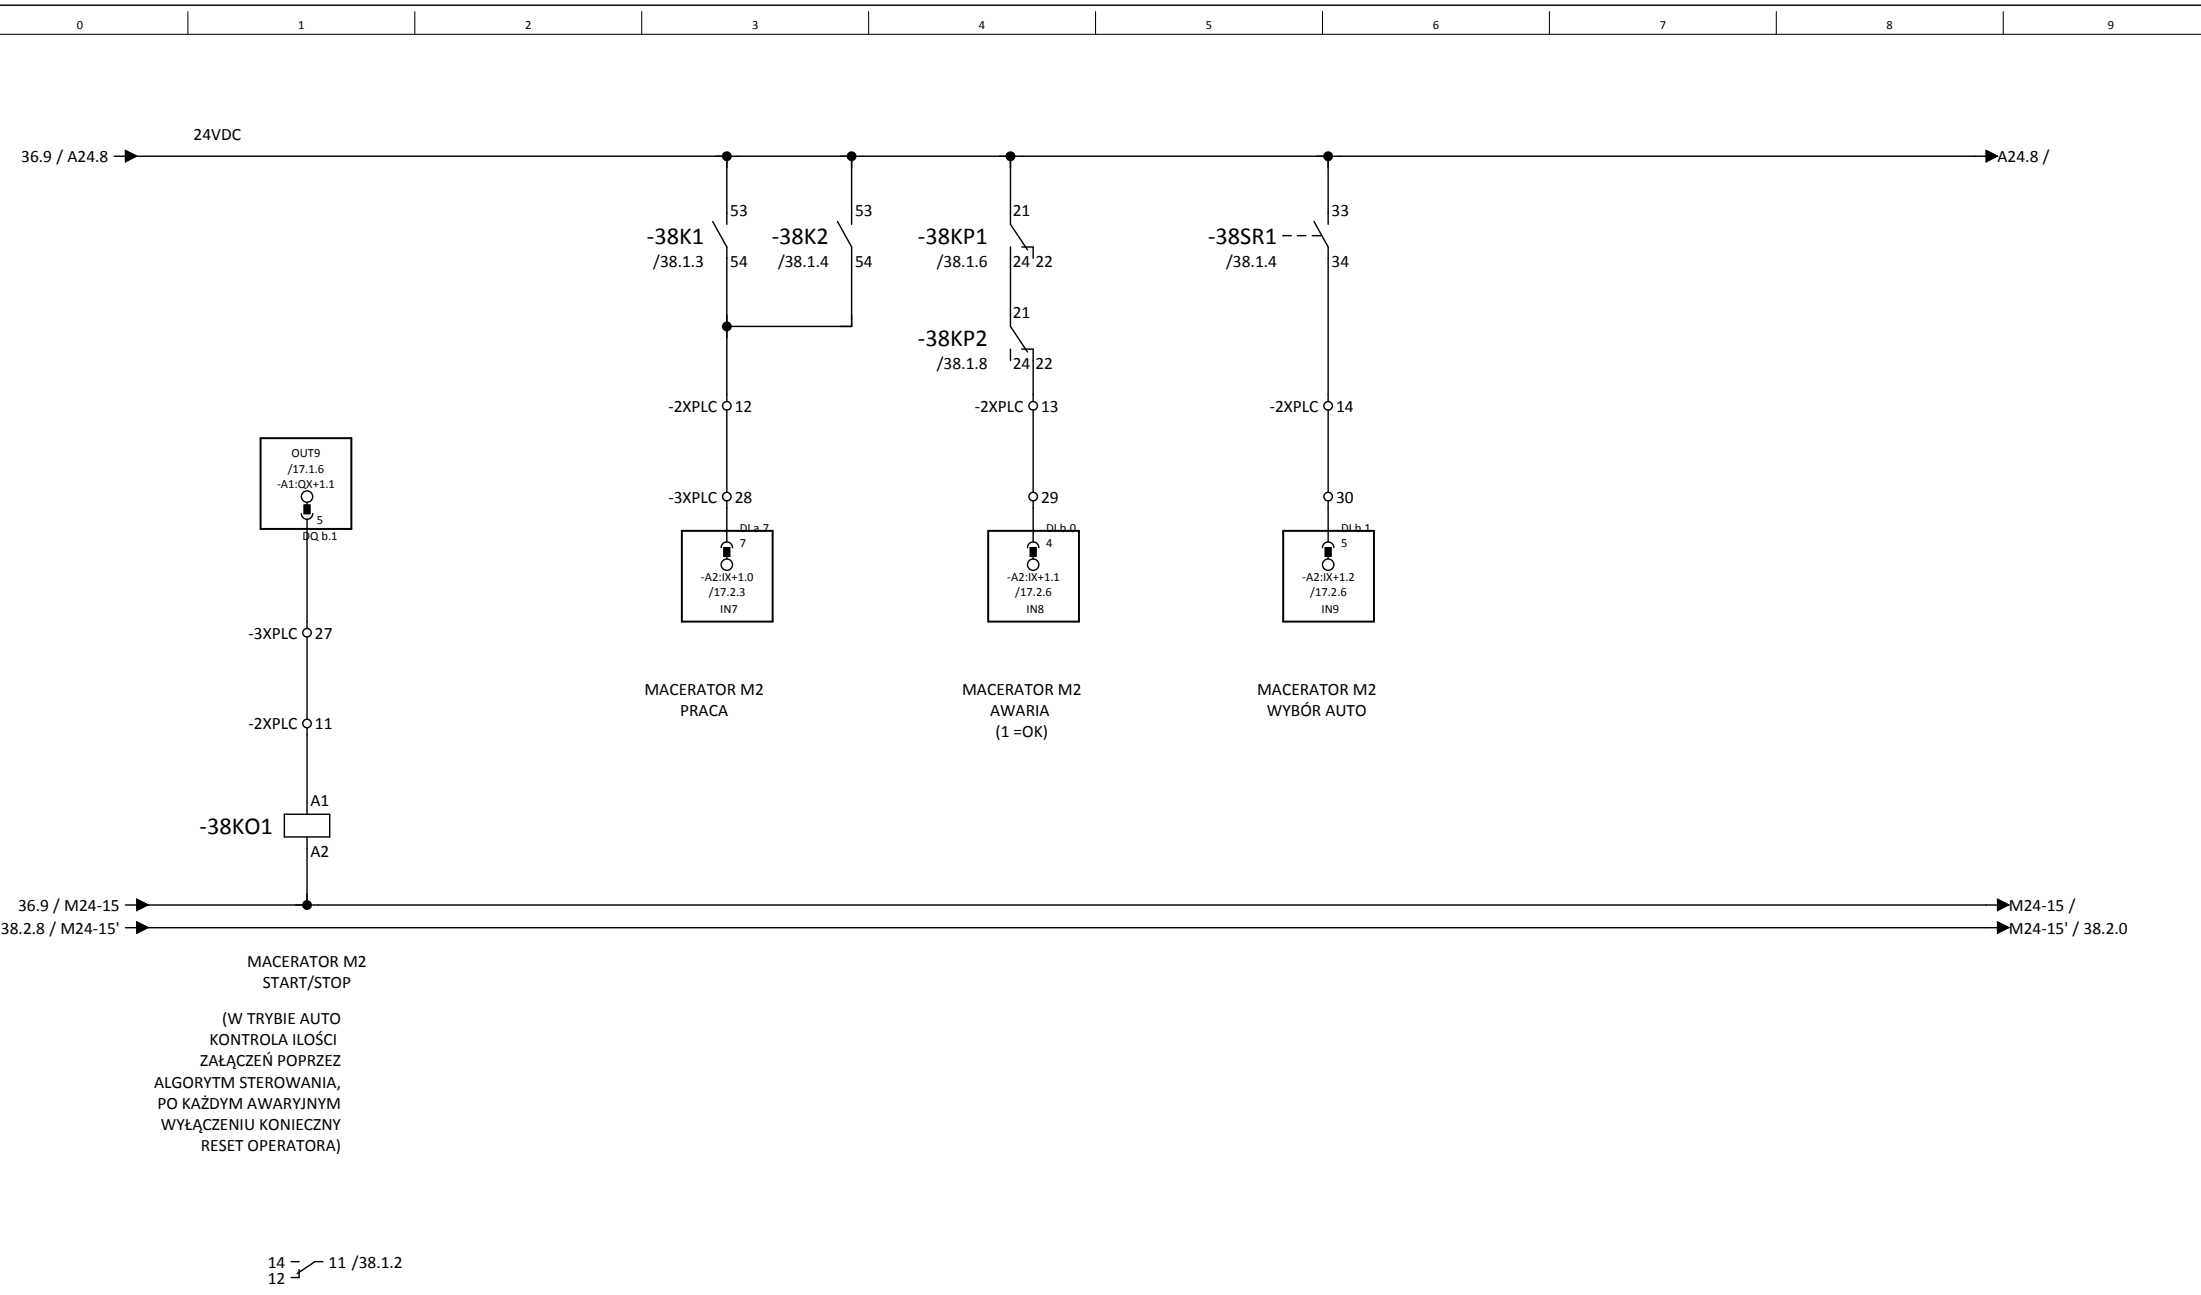 0 1 2 3 4 5 6 7 8 9
24VDC
36.9 / A24.8
A24.8 /
53
-38K1
/38.1.3
54
53
-38K2
/38.1.4
54
21
-38KP1
/38.1.6
24 22
21
-38KP2
/38.1.8
24 22
33
-38SR1
/38.1.4
34
-2XPLC 12
-2XPLC 13
-2XPLC 14
-3XPLC 28
29
30
OUT9
/17.1.6
-A1:QX+1.1
5
DQ b.1
DI a.7
7
-A2:IX+1.0
/17.2.3
IN7
DI b.0
4
-A2:IX+1.1
/17.2.6
IN8
DI b.1
5
-A2:IX+1.2
/17.2.6
IN9
MACERATOR M2
PRACA
MACERATOR M2
AWARIA
(1 =OK)
MACERATOR M2
WYBÓR AUTO
-3XPLC 27
-2XPLC 11
A1
-38KO1
A2
36.9 / M24-15
M24-15 /
38.2.8 / M24-15'
M24-15' / 38.2.0
MACERATOR M2
START/STOP
(W TRYBIE AUTO
KONTROLA ILOŚCI
ZAŁĄCZEŃ POPRZEZ
ALGORYTM STEROWANIA,
PO KAŻDYM AWARYJNYM
WYŁĄCZENIU KONIECZNY
RESET OPERATORA)
14 11 /38.1.2
12